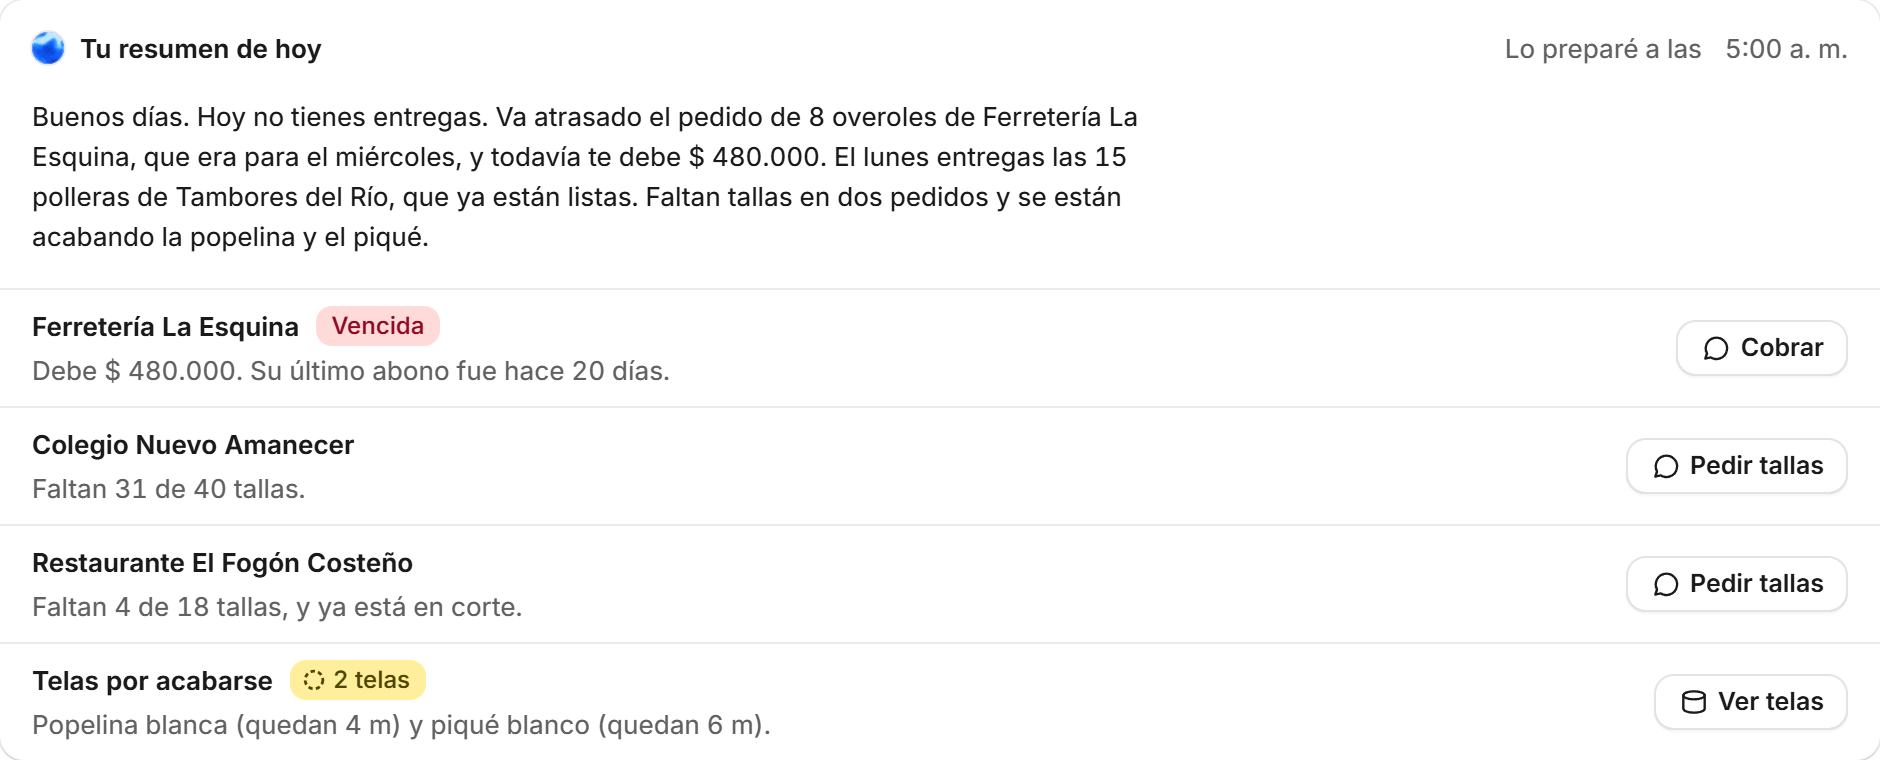 Tu resumen de hoy
Lo preparé a las 5:00 a. m.
Buenos días. Hoy no tienes entregas. Va atrasado el pedido de 8 overoles de Ferretería La
Esquina, que era para el miércoles, y todavía te debe $ 480.000. El lunes entregas las 15
polleras de Tambores del Río, que ya están listas. Faltan tallas en dos pedidos y se están
acabando la popelina y el piqué.
Ferretería La Esquina Vencida
Debe $ 480.000. Su último abono fue hace 20 días.
Cobrar
Colegio Nuevo Amanecer
Faltan 31 de 40 tallas.
Pedir tallas
Restaurante El Fogón Costeño
Faltan 4 de 18 tallas, y ya está en corte.
Pedir tallas
Telas por acabarse 2 telas
Popelina blanca (quedan 4 m) y piqué blanco (quedan 6 m).
Ver telas